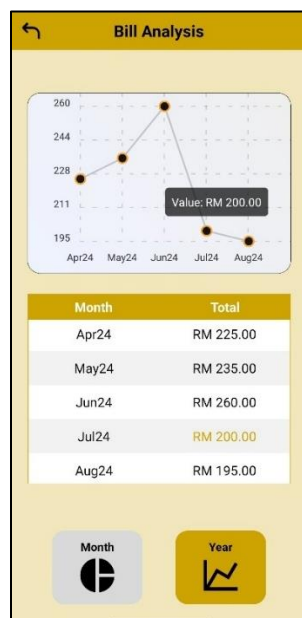 Bill Analysis
260
244
228
211
195
Value: RM 200.00
Apr24 May24 Jun24 Jul24 Aug24
Month Total
Apr24 RM 225.00
May24 RM 235.00
Jun24 RM 260.00
Jul24 RM 200.00
Aug24 RM 195.00
Month Year